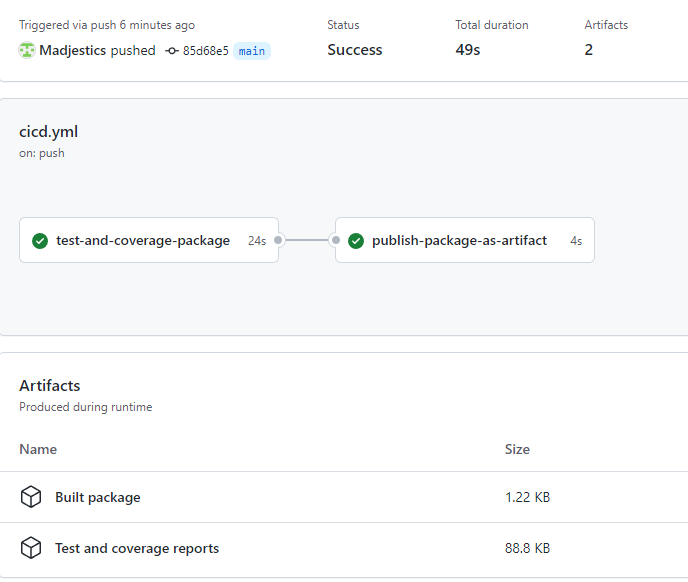 Triggered via push 6 minutes ago
Status
Total duration
Artifacts
Madjestics pushed 85d68e5 main
Success
49s
2
cicd.yml
on: push
test-and-coverage-package 24s
publish-package-as-artifact 4s
Artifacts
Produced during runtime
Name
Size
Built package
1.22 KB
Test and coverage reports
88.8 KB